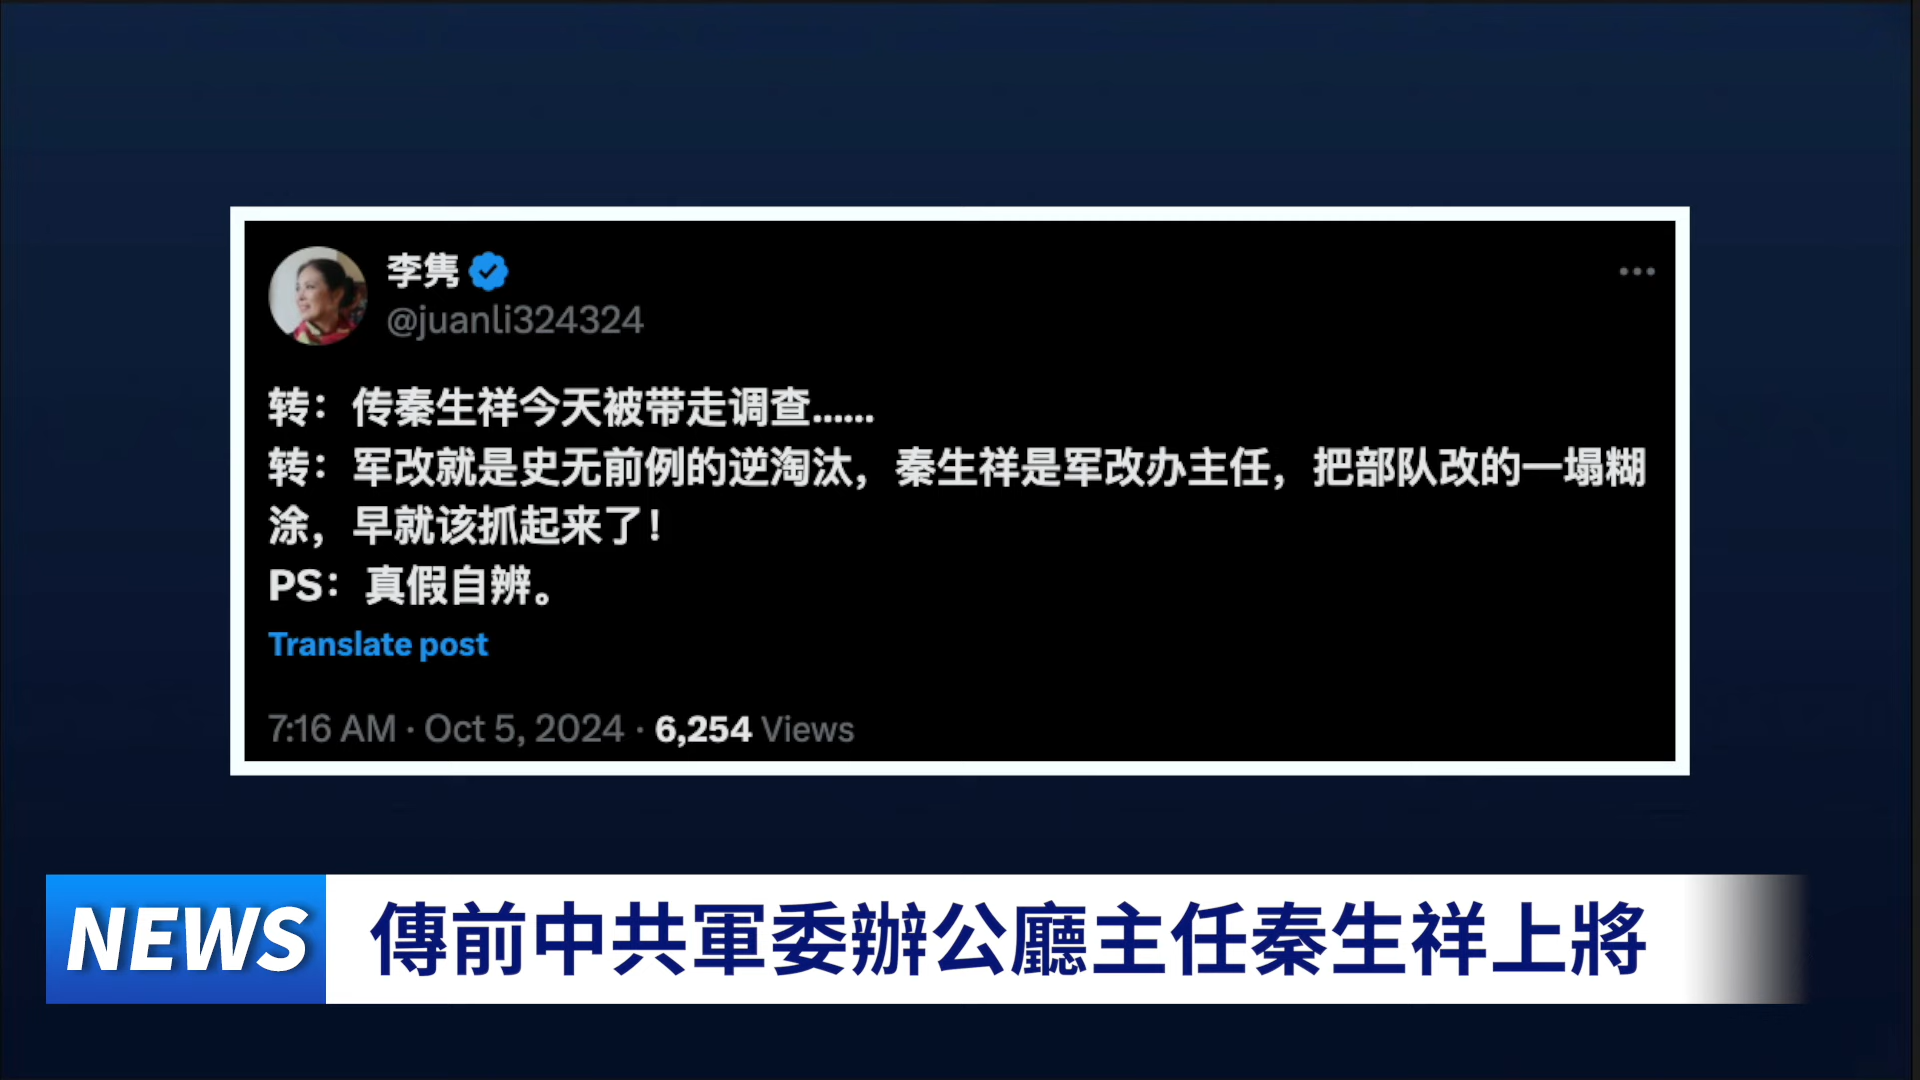 李隽
@juanli324324
转：传秦生祥今天被带走调查......
转：军改就是史无前例的逆淘汰，秦生祥是军改办主任，把部队改的一塌糊
涂，早就该抓起来了！
PS：真假自辨。
Translate post
7:16 AM · Oct 5, 2024 · 6,254 Views
NEWS
傳前中共軍委辦公廳主任秦生祥上將